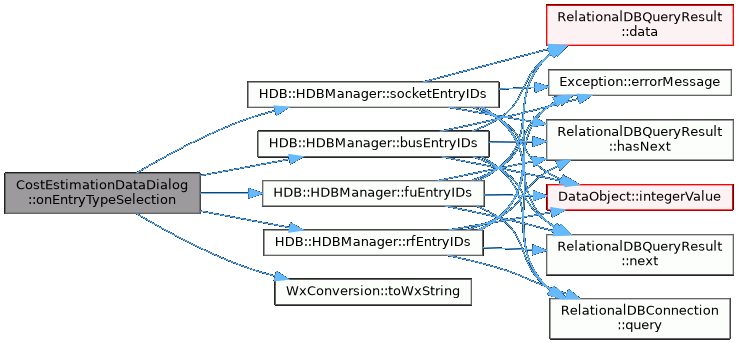 CostEstimationDataDialog
::onEntryTypeSelection
HDB::HDBManager::socketEntryIDs
HDB::HDBManager::busEntryIDs
HDB::HDBManager::fuEntryIDs
HDB::HDBManager::rfEntryIDs
WxConversion::toWxString
RelationalDBQueryResult
::data
Exception::errorMessage
RelationalDBQueryResult
::hasNext
DataObject::integerValue
RelationalDBQueryResult
::next
RelationalDBConnection
::query